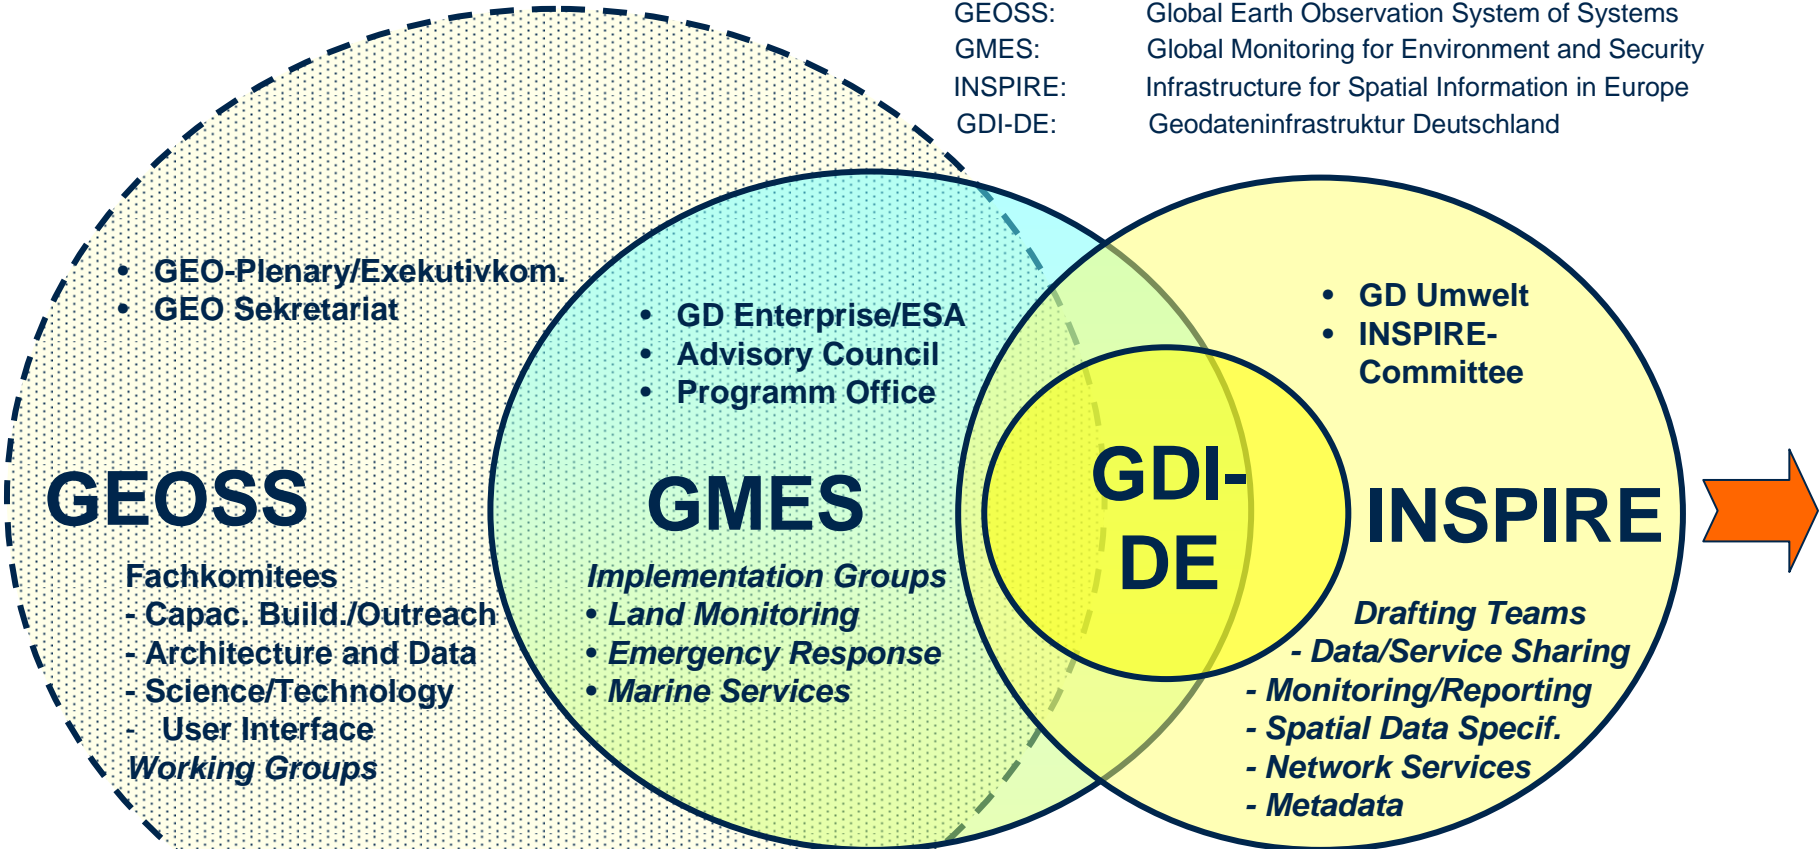 GEOSS: Global Earth Observation System of Systems
GMES: Global Monitoring for Environment and Security
INSPIRE: Infrastructure for Spatial Information in Europe
GDI-DE: Geodateninfrastruktur Deutschland
• GEO-Plenary/Exekutivkom.
• GEO Sekretariat
GEOSS
Fachkomitees
- Capac. Build./Outreach
- Architecture and Data
- Science/Technology
- User Interface
Working Groups
• GD Enterprise/ESA
• Advisory Council
• Programm Office
GMES
Implementation Groups
• Land Monitoring
• Emergency Response
• Marine Services
GDI-
DE
• GD Umwelt
• INSPIRE-
Committee
INSPIRE
Drafting Teams
- Data/Service Sharing
- Monitoring/Reporting
- Spatial Data Specif.
- Network Services
- Metadata